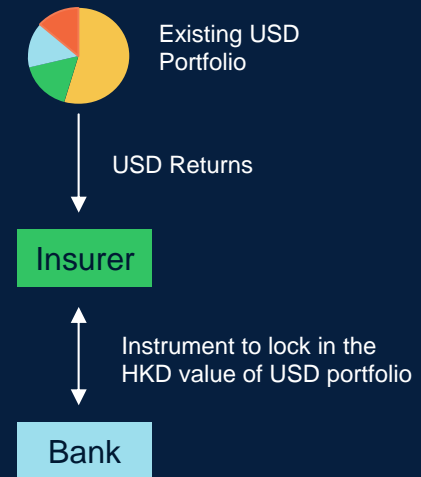 Existing USD
Portfolio
USD Returns
Insurer
Instrument to lock in the
HKD value of USD portfolio
Bank